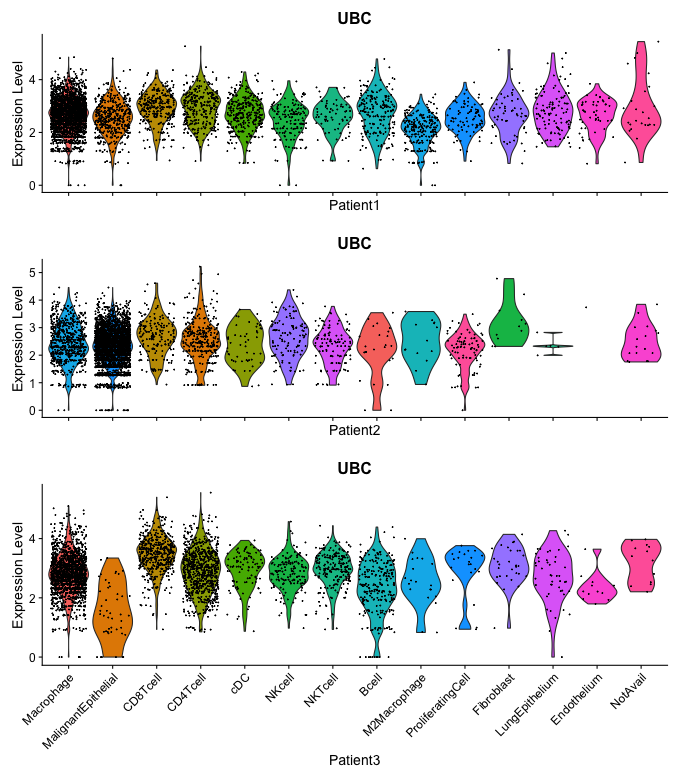 UBC
Expression Level
4
2
0
Patient1
UBC
Expression Level
5
4
3
2
1
0
Patient2
UBC
Expression Level
4
2
0
Macrophage
MalignantEpithelial
CD8Tcell
CD4Tcell
cDC
NKcell
NKTcell
Bcell
M2Macrophage
ProliferatingCell
Fibroblast
LungEpithelium
Endothelium
NotAvail
Patient3